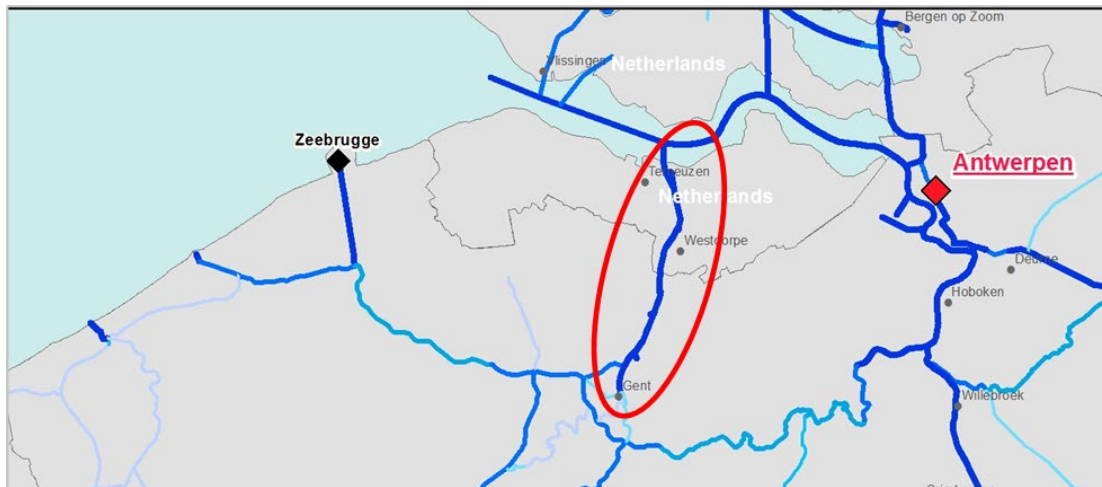 Bergen op Zoom
Vlissingen
Netherlands
Zeebrugge
Antwerpen
Terneuzen
Netherlands
Westdorpe
Deurne
Hoboken
Gent
Willebroek